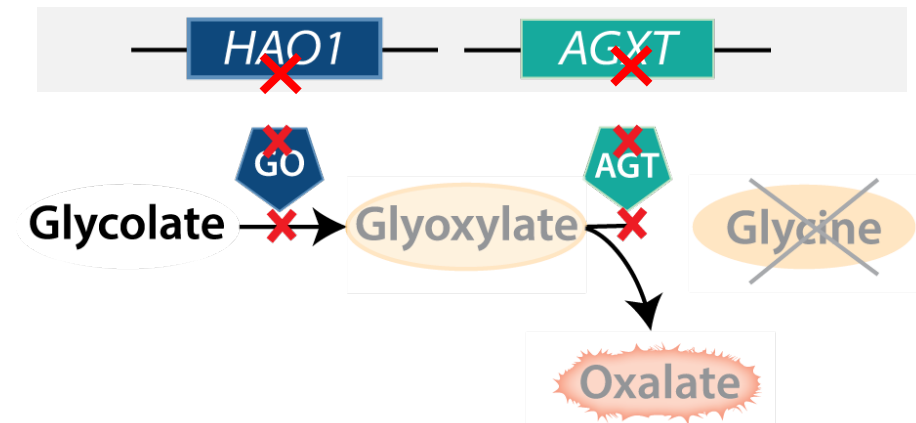 HAO1 AGXT
GO AGT
Glycolate Glyoxylate Glycine
Oxalate